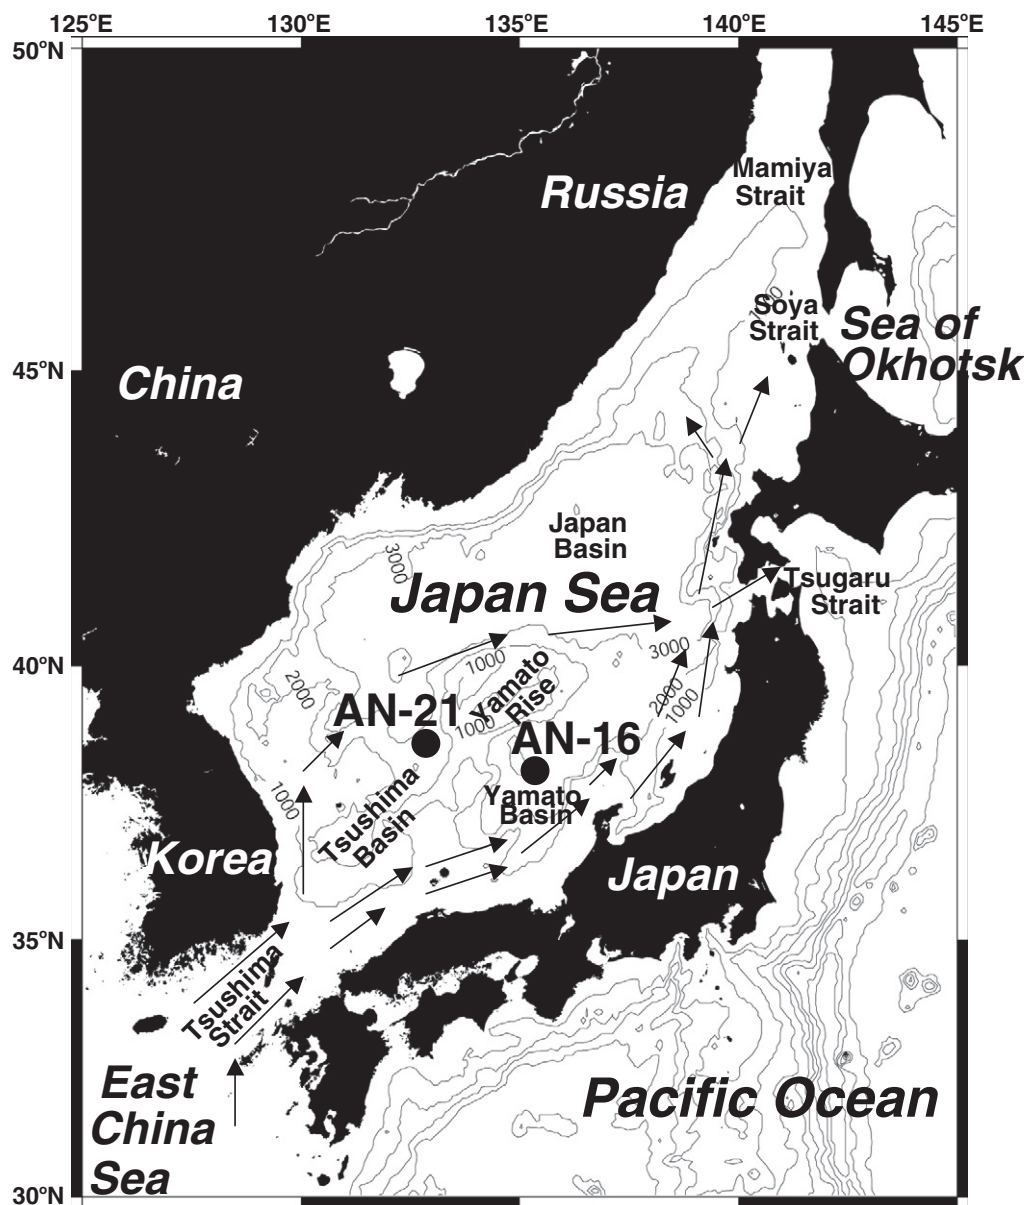 125°E 130°E 135°E 140°E 145°E
50°N
Mamiya
Strait
Russia
Soya
Strait
Sea of
Okhotsk
45°N
China
Japan
Basin
3000
Japan Sea
Tsugaru
Strait
40°N
1000
3000
Yamato
Rise
2000
2000
1000
AN-21
1000
AN-16
1000
Tsushima
Basin
Yamato
Basin
Korea
Japan
35°N
Tsushima
Strait
East
China
Sea
Pacific Ocean
30°N